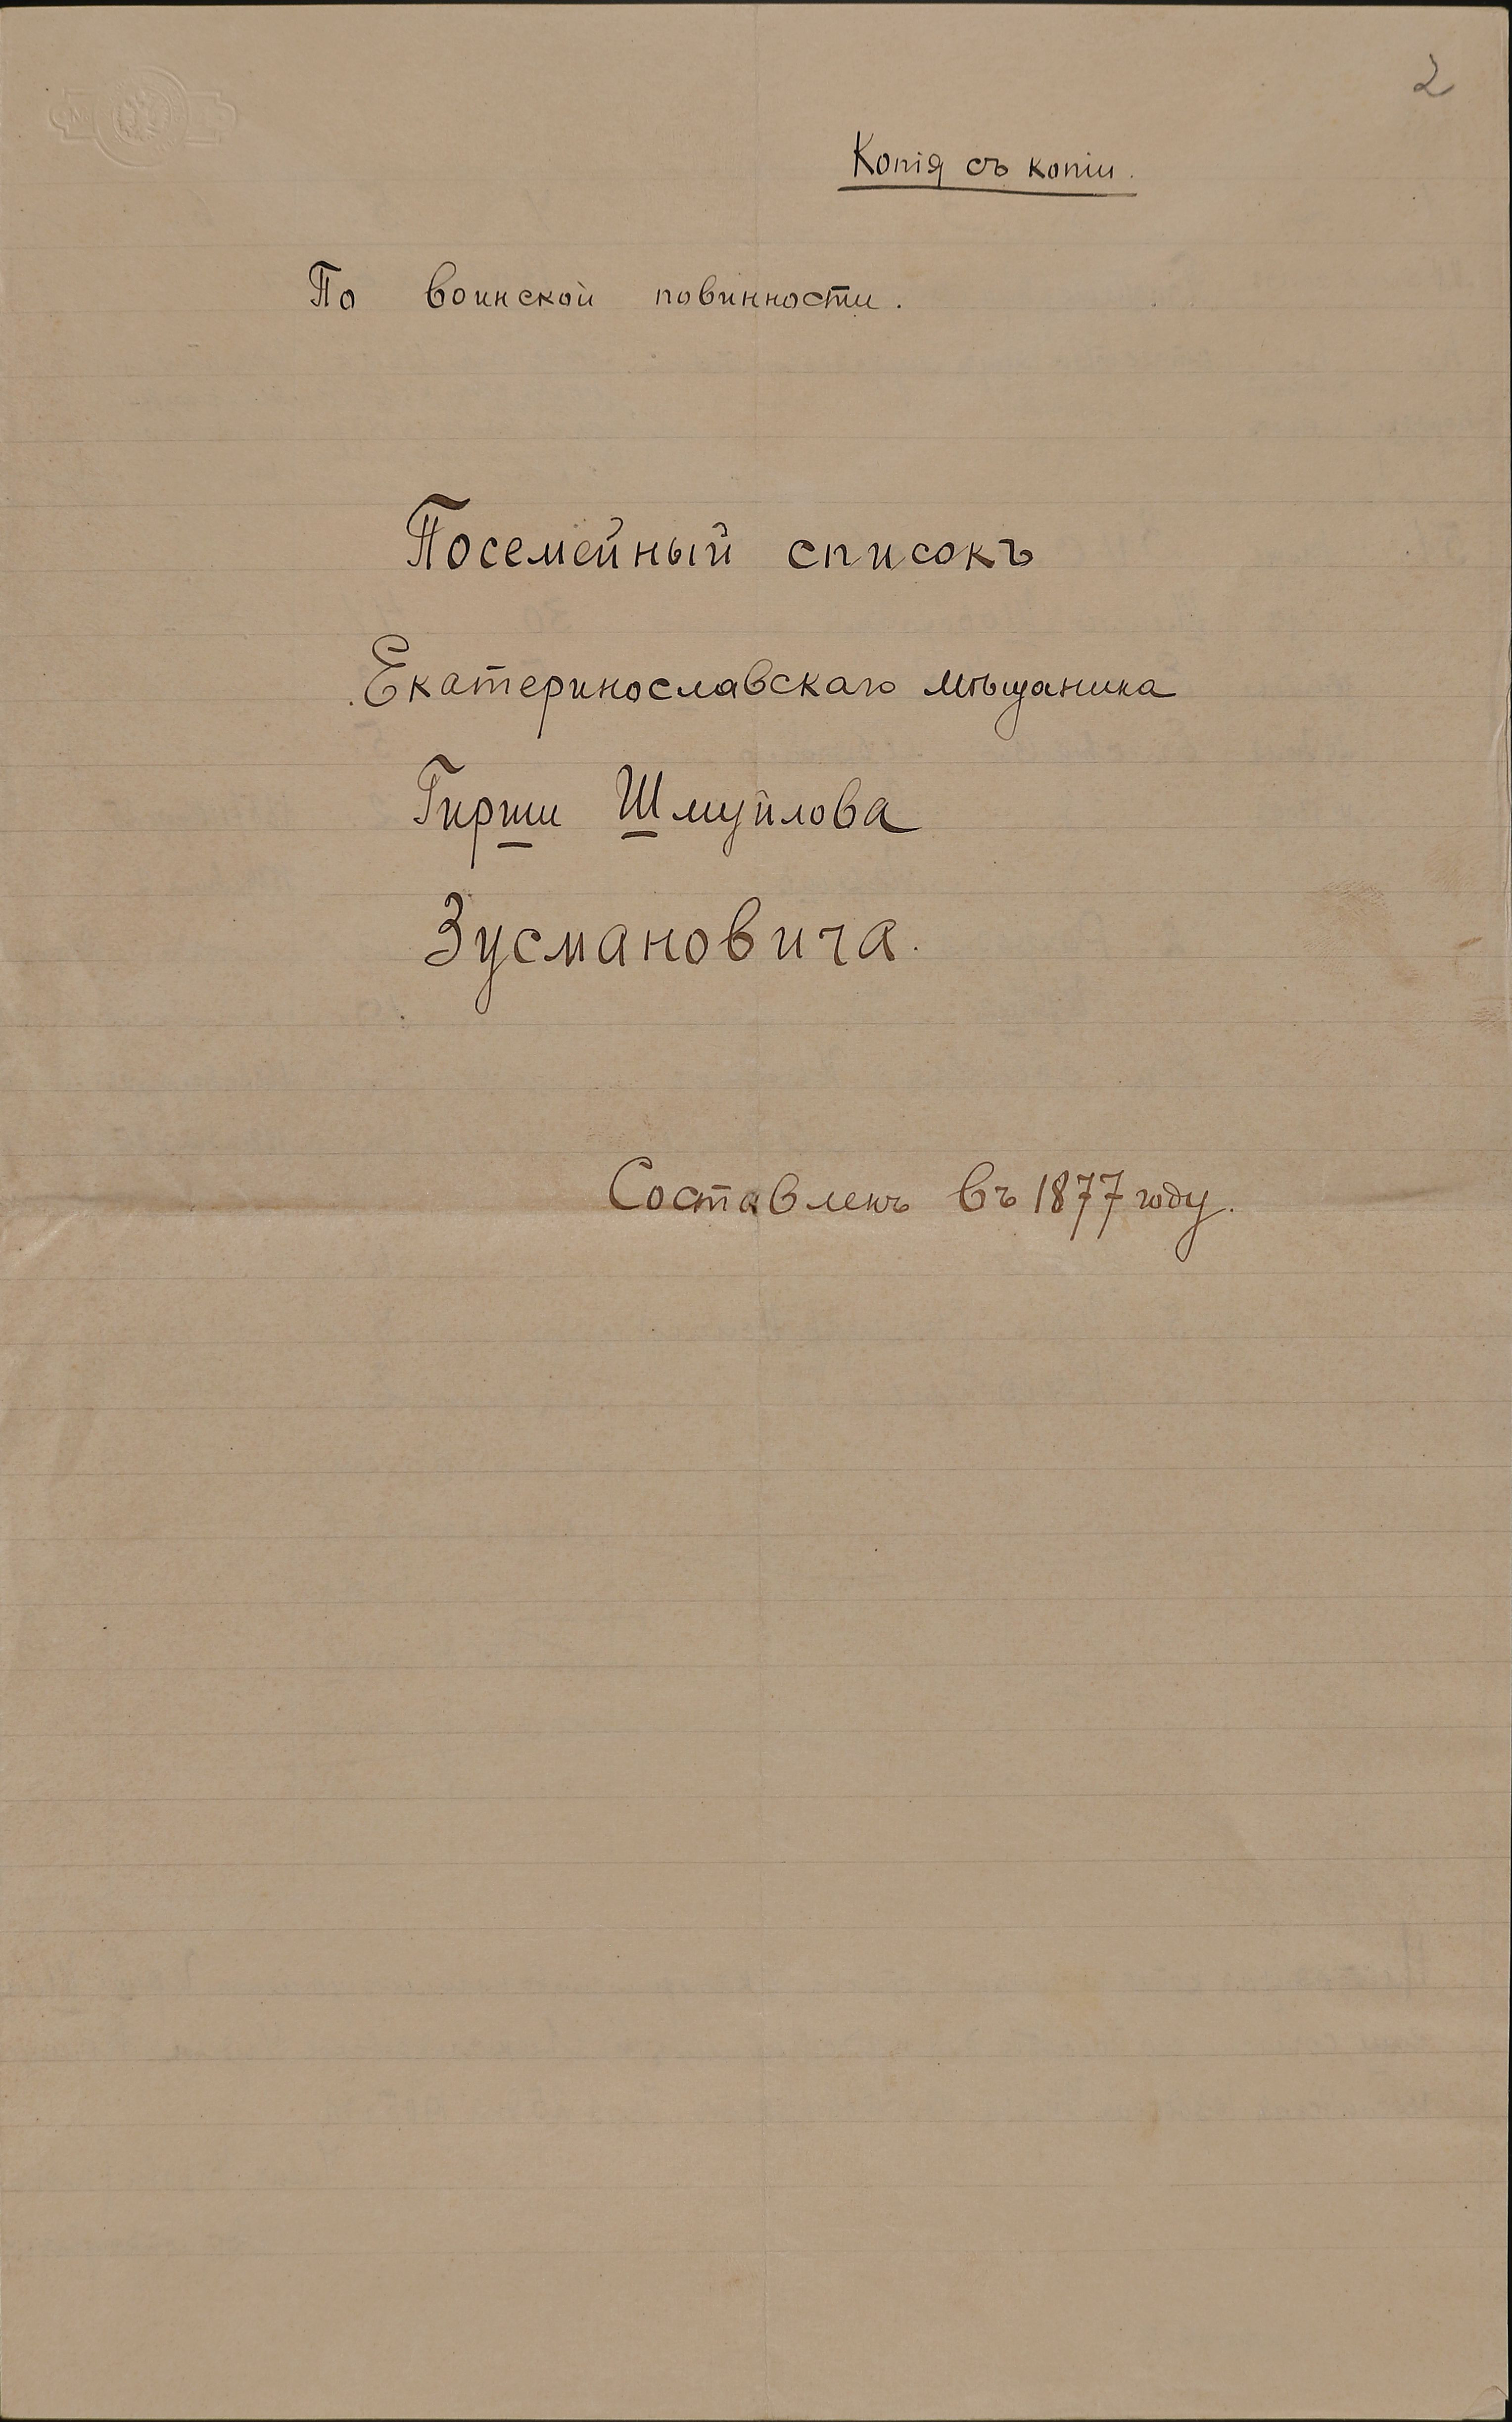 2
Копія съ копіи.
По воинской повинности.
Посемейный списокъ
Екатеринославскаго мѣщанина
Гирши Шмуйлова
Зусмановича.
Составленъ въ 1877 году.